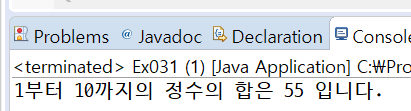 Problems @ Javadoc Declaration Conso
<terminated> Ex031 (1) [Java Application] C:₩Pro
1부터 10까지의 정수의 합은 55 입니다.